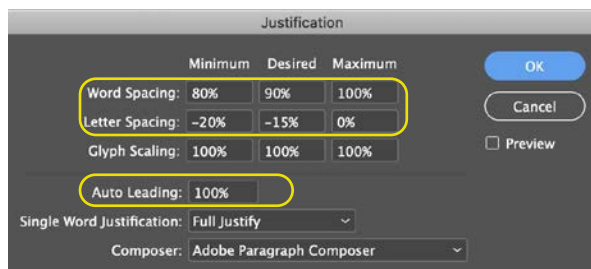 Justification
Minimum Desired Maximum
Word Spacing: 80% 90% 100% OK
Letter Spacing: −20% −15% 0% Cancel
Glyph Scaling: 100% 100% 100% Preview
Auto Leading: 100%
Single Word Justification: Full Justify
Composer: Adobe Paragraph Composer